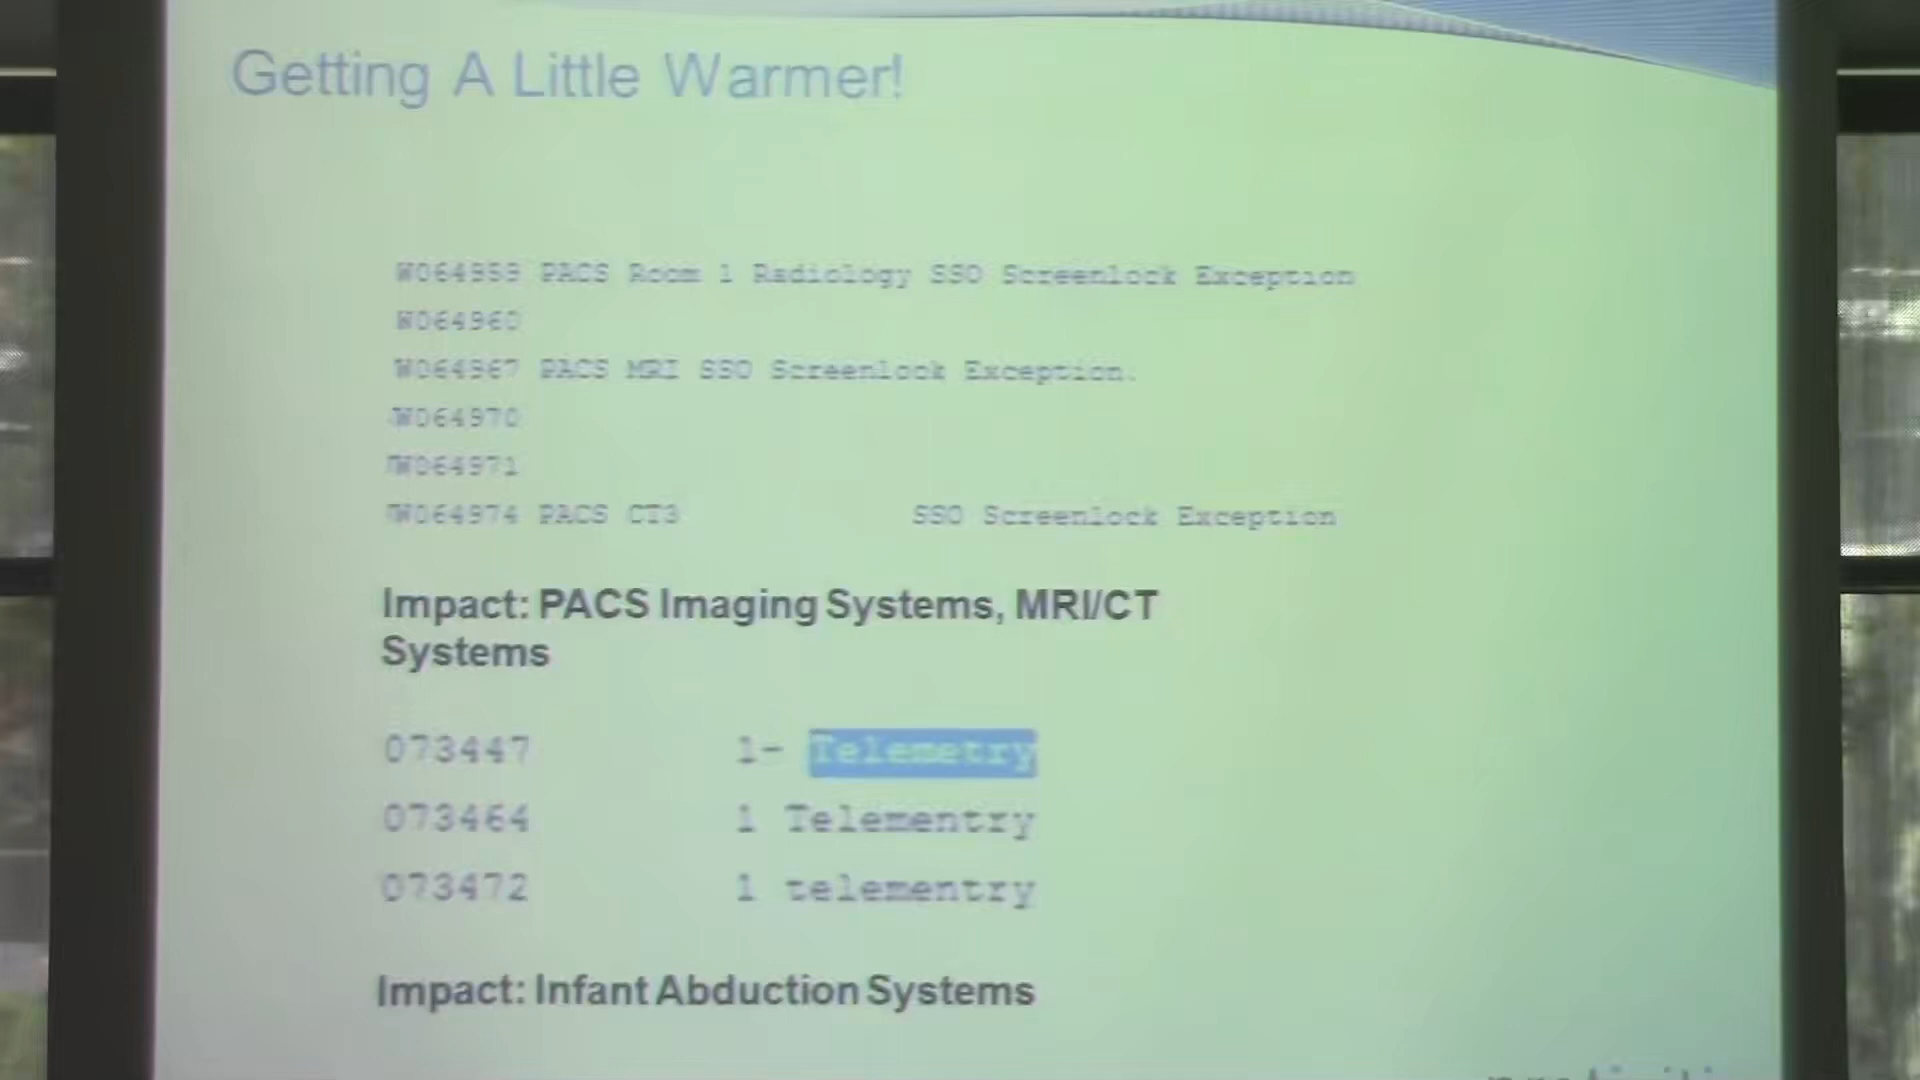 Getting A Little Warmer!
W064959 PACS Room 1 Radiology SSO Screenlock Exception
W064960
W064967 PACS MRI SSO Screenlock Exception.
W064970
W064971
W064974 PACS CT3 SSO Screenlock Exception
Impact: PACS Imaging Systems, MRI/CT
Systems
073447 1- Telemetry
073464 1 Telementry
073472 1 telementry
Impact: Infant Abduction Systems